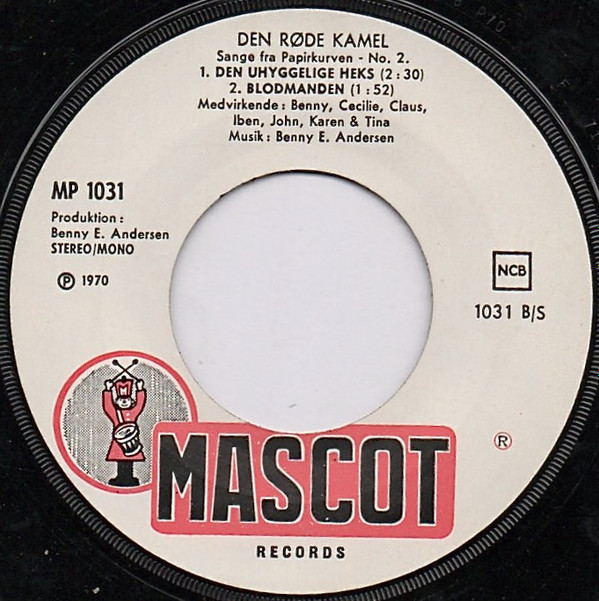 DEN RØDE KAMEL
Sange fra Papirkurven - No. 2.
1. DEN UHYGGELIGE HEKS (2 : 30)
2. BLODMANDEN (1 : 52)
Medvirkende : Benny, Cecilie, Claus,
Iben, John, Karen & Tina
Musik : Benny E. Andersen
MP 1031
Produktion :
Benny E. Andersen
STEREO/MONO
Ⓟ 1970
NCB
1031 B/S
M
MASCOT
®
RECORDS